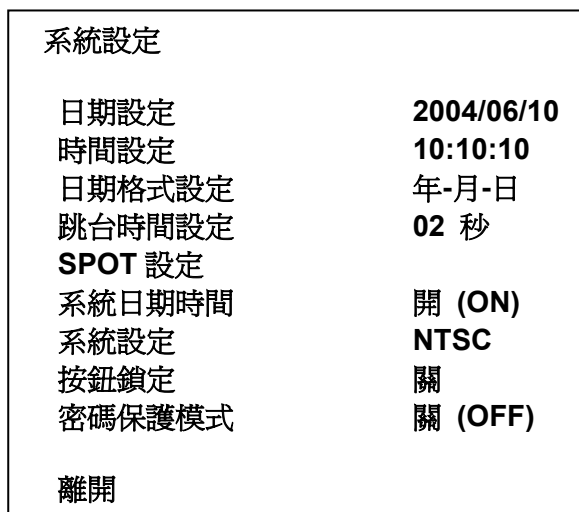 系統設定
日期設定 2004/06/10
時間設定 10:10:10
日期格式設定 年-月-日
跳台時間設定 02 秒
SPOT 設定
系統日期時間 開 (ON)
系統設定 NTSC
按鈕鎖定 關
密碼保護模式 關 (OFF)
離開